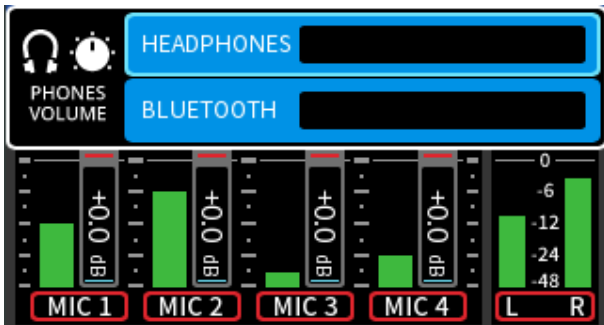 HEADPHONES
PHONES
VOLUME
BLUETOOTH
+0.0 dB
+0.0 dB
+0.0 dB
+0.0 dB
0
-6
-12
-24
-48
MIC 1 MIC 2 MIC 3 MIC 4 L R